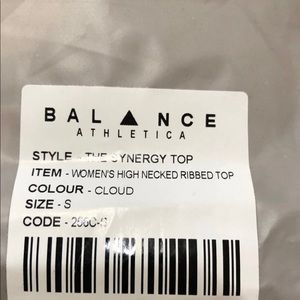 BALANCE
ATHLETICA
STYLE - THE SYNERGY TOP
ITEM - WOMEN'S HIGH NECKED RIBBED TOP
COLOUR - CLOUD
SIZE - S
CODE -